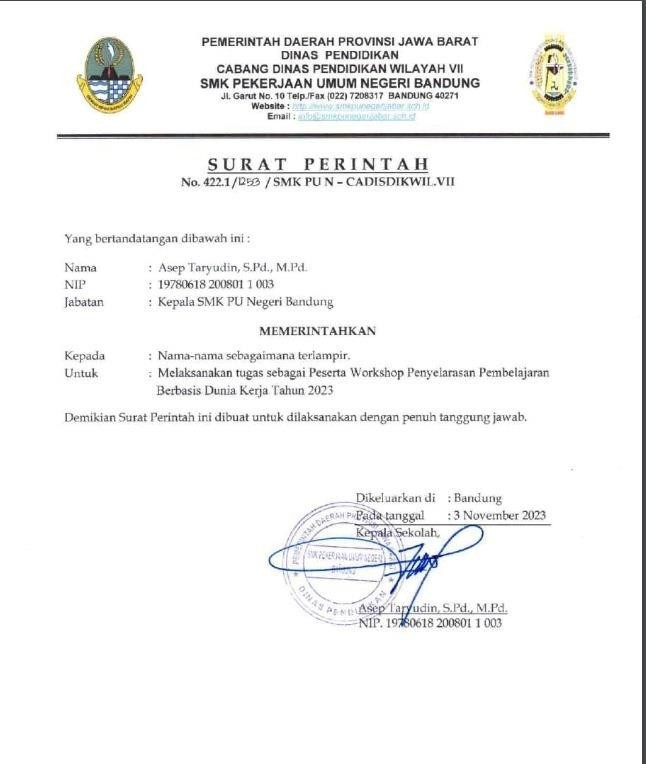 PEMERINTAH DAERAH PROVINSI JAWA BARAT
DINAS PENDIDIKAN
CABANG DINAS PENDIDIKAN WILAYAH VII
SMK PEKERJAAN UMUM NEGERI BANDUNG
Jl. Garut No. 10 Telp./Fax (022) 7208317 BANDUNG 40271
Website : http://www.smkpunegerijabar.sch.id
Email : info@smkpunegerijabar.sch.id
SURAT PERINTAH
No. 422.1/1253 / SMK PU N – CADISDIKWIL.VII
Yang bertandatangan dibawah ini :
Nama : Asep Taryudin, S.Pd., M.Pd.
NIP : 19780618 200801 1 003
Jabatan : Kepala SMK PU Negeri Bandung
MEMERINTAHKAN
Kepada : Nama-nama sebagaimana terlampir.
Untuk : Melaksanakan tugas sebagai Peserta Workshop Penyelarasan Pembelajaran
Berbasis Dunia Kerja Tahun 2023
Demikian Surat Perintah ini dibuat untuk dilaksanakan dengan penuh tanggung jawab.
Dikeluarkan di : Bandung
Pada tanggal : 3 November 2023
Kepala Sekolah,
PEMERINTAH DAERAH
SMK PEKERJAAN UMUM NEGERI
BANDUNG
DINAS PENDIDIKAN
Asep Taryudin, S.Pd., M.Pd.
NIP. 19780618 200801 1 003